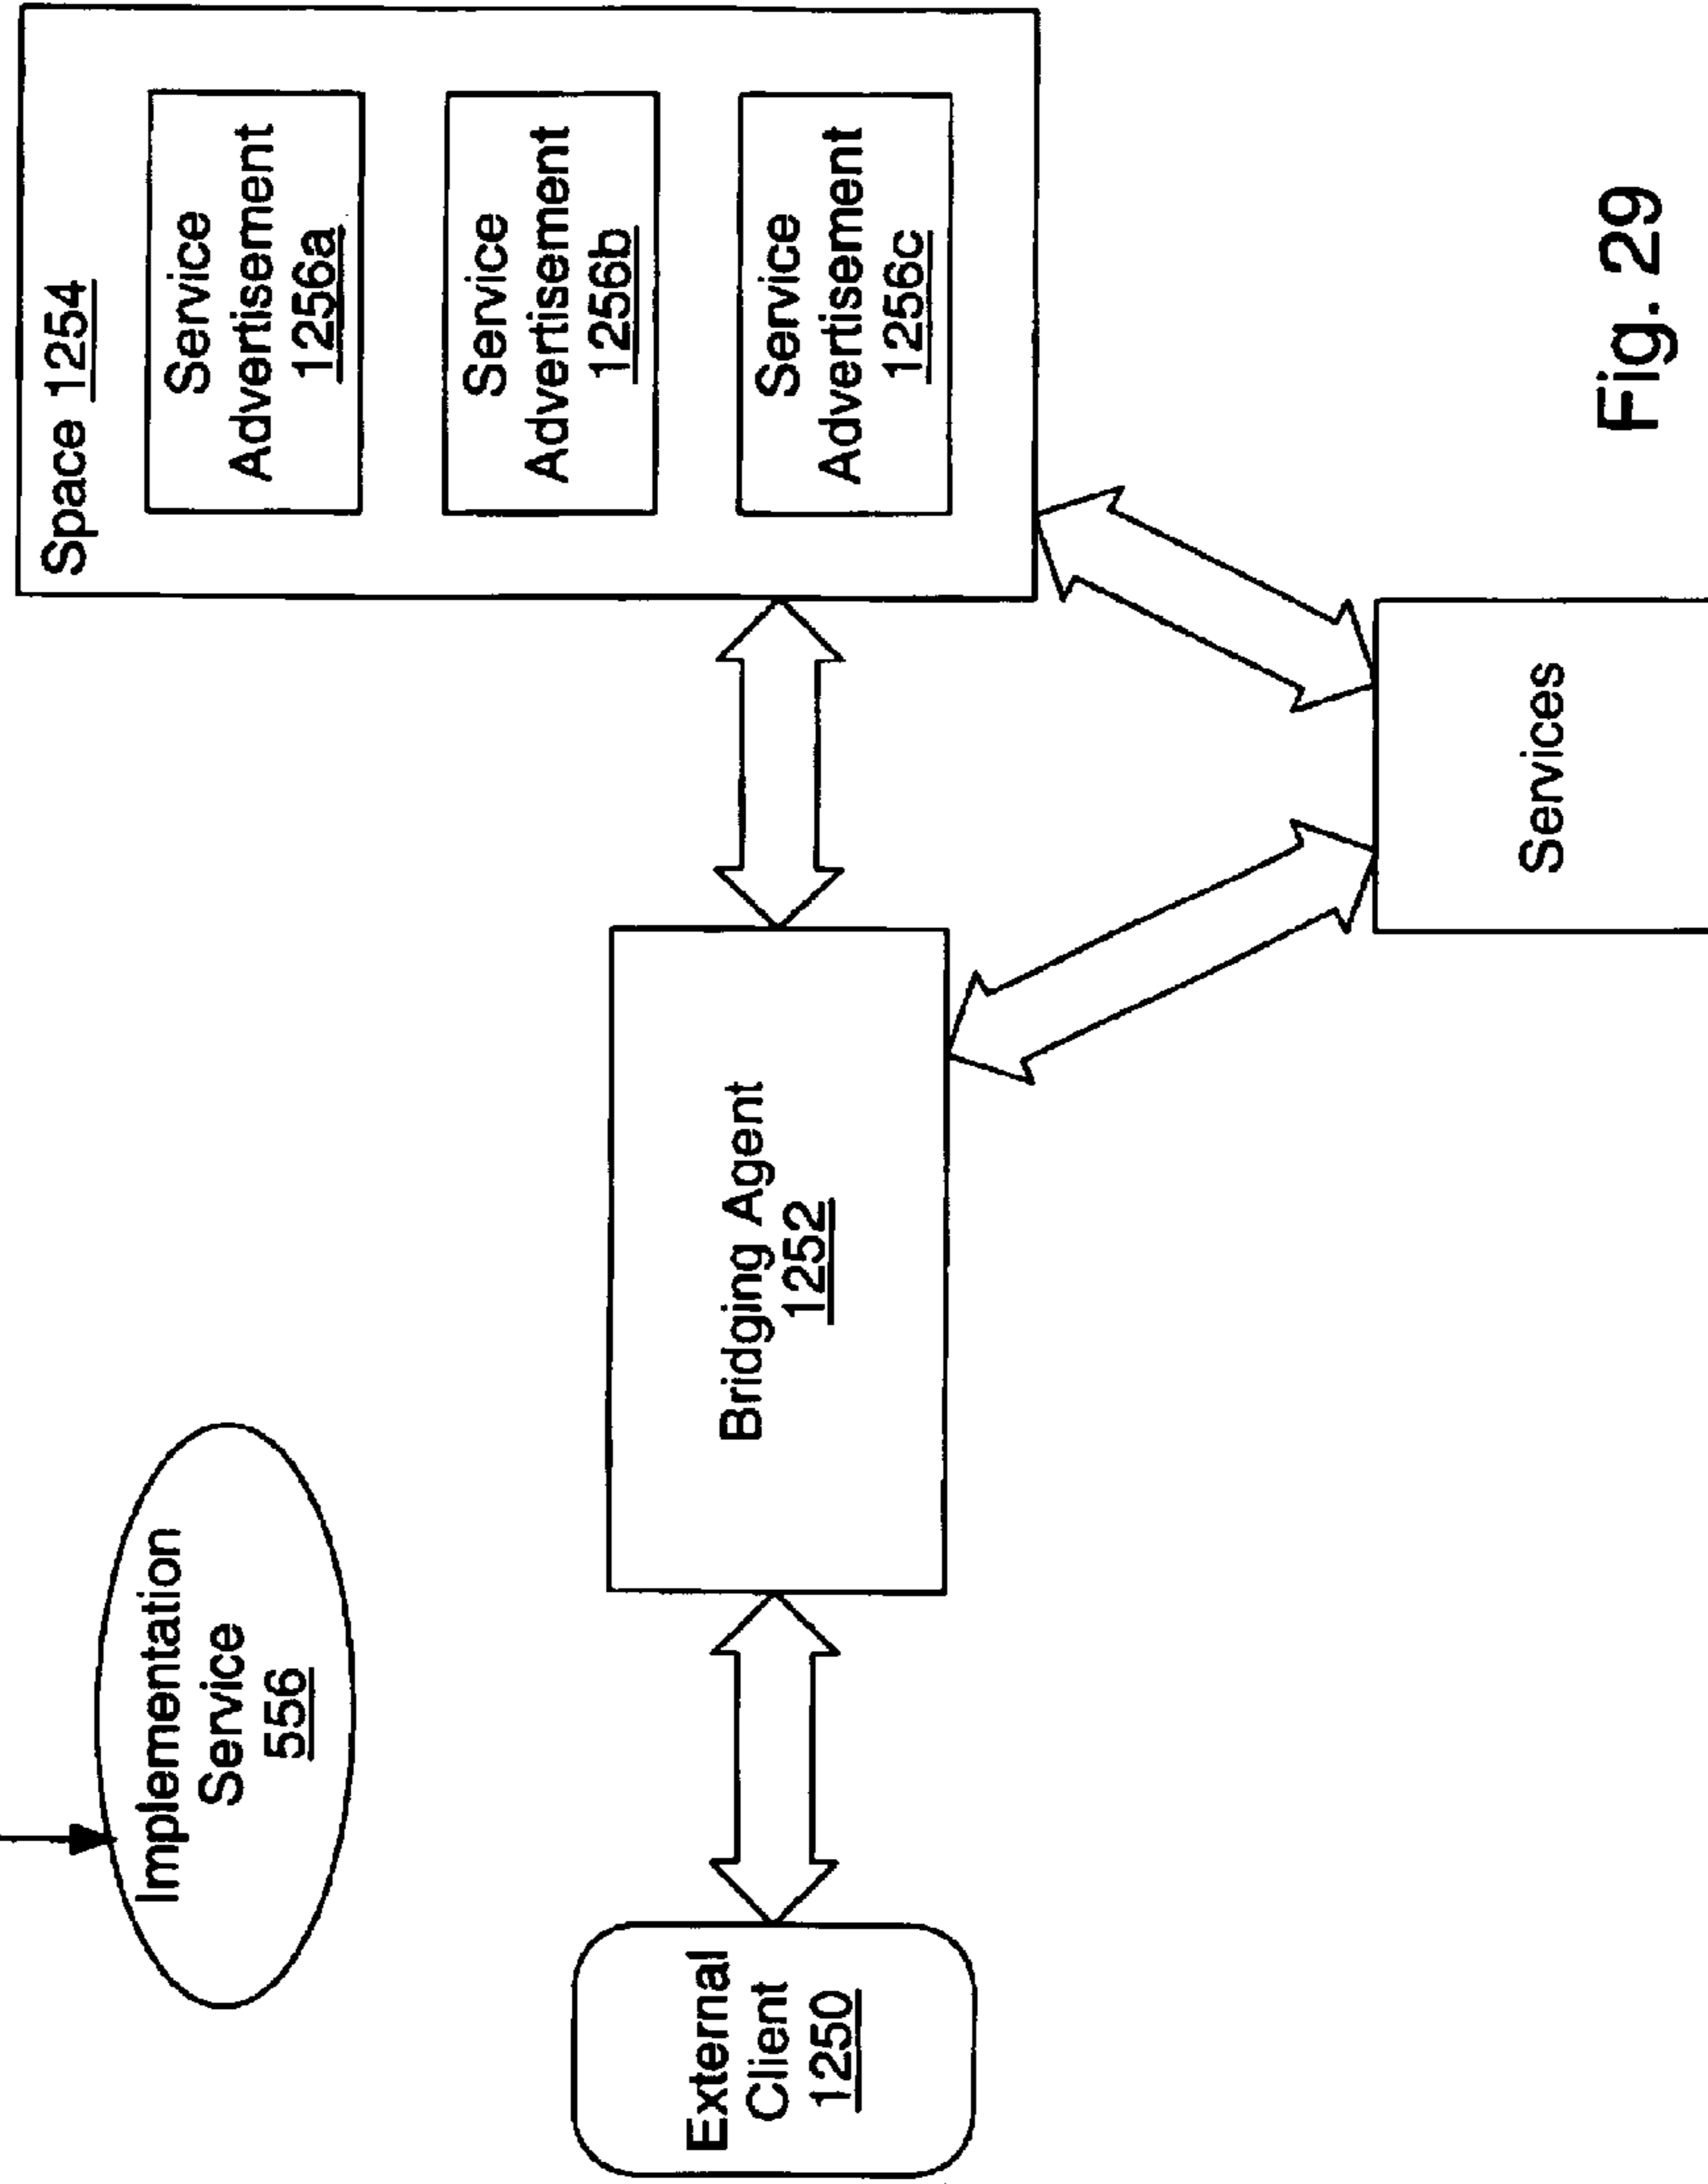 Implementation
Service
556
Space 1254
Service
Advertisement
1256a
Service
Advertisement
1256b
Service
Advertisement
1256c
External
Client
1250
Bridging Agent
1252
Services
Fig. 29